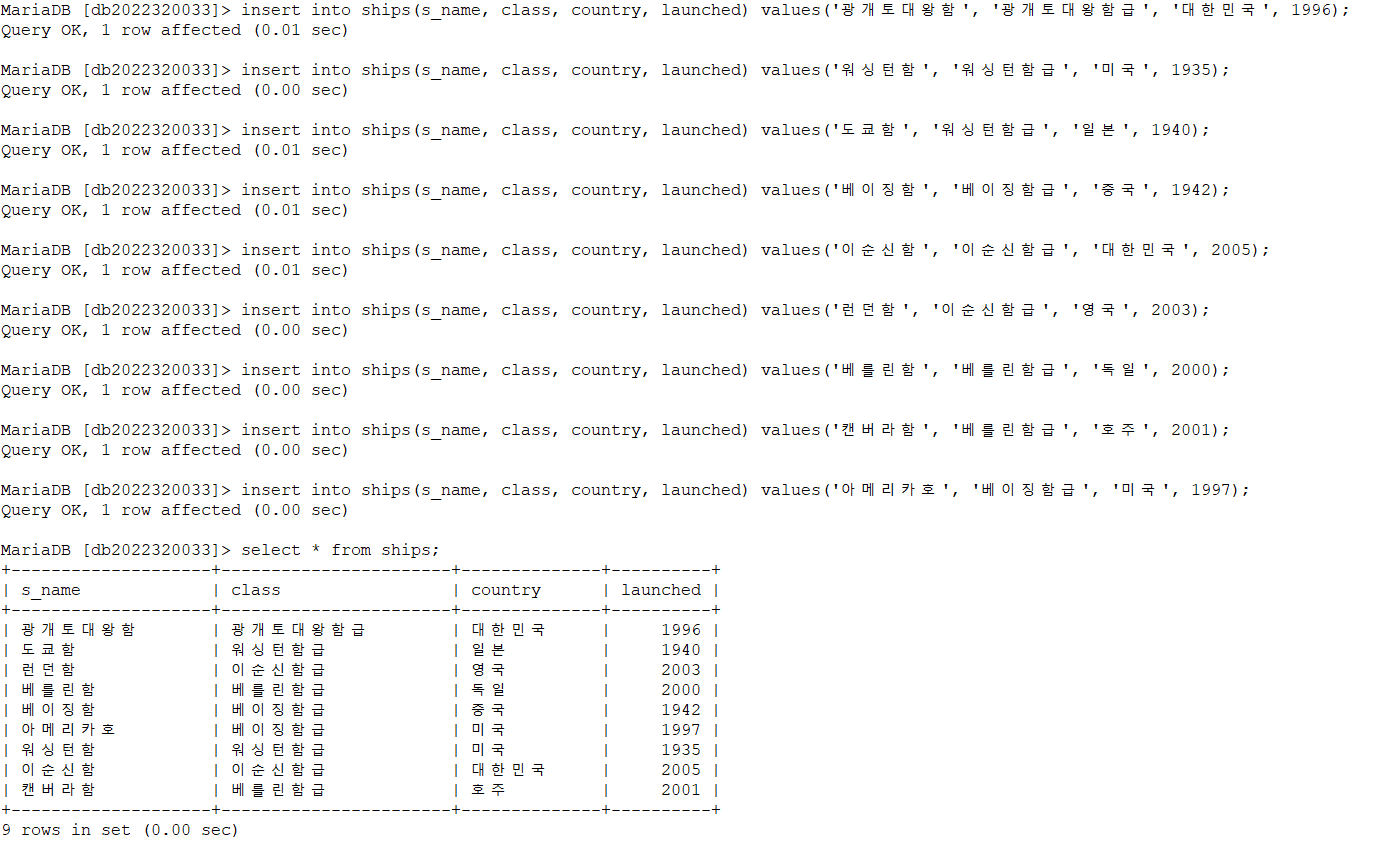 MariaDB [db2022320033]> insert into ships(s_name, class, country, launched) values('광개토대왕함', '광개토대왕함급', '대한민국', 1996);
Query OK, 1 row affected (0.01 sec)
MariaDB [db2022320033]> insert into ships(s_name, class, country, launched) values('워싱턴함', '워싱턴함급', '미국', 1935);
Query OK, 1 row affected (0.00 sec)
MariaDB [db2022320033]> insert into ships(s_name, class, country, launched) values('도쿄함', '워싱턴함급', '일본', 1940);
Query OK, 1 row affected (0.01 sec)
MariaDB [db2022320033]> insert into ships(s_name, class, country, launched) values('베이징함', '베이징함급', '중국', 1942);
Query OK, 1 row affected (0.01 sec)
MariaDB [db2022320033]> insert into ships(s_name, class, country, launched) values('이순신함', '이순신함급', '대한민국', 2005);
Query OK, 1 row affected (0.01 sec)
MariaDB [db2022320033]> insert into ships(s_name, class, country, launched) values('런던함', '이순신함급', '영국', 2003);
Query OK, 1 row affected (0.00 sec)
MariaDB [db2022320033]> insert into ships(s_name, class, country, launched) values('베를린함', '베를린함급', '독일', 2000);
Query OK, 1 row affected (0.00 sec)
MariaDB [db2022320033]> insert into ships(s_name, class, country, launched) values('캔버라함', '베를린함급', '호주', 2001);
Query OK, 1 row affected (0.00 sec)
MariaDB [db2022320033]> insert into ships(s_name, class, country, launched) values('아메리카호', '베이징함급', '미국', 1997);
Query OK, 1 row affected (0.00 sec)
MariaDB [db2022320033]> select * from ships;
+--------------------+-----------------------+--------------+----------+
| s_name | class | country | launched |
+--------------------+-----------------------+--------------+----------+
| 광개토대왕함 | 광개토대왕함급 | 대한민국 | 1996 |
| 도쿄함 | 워싱턴함급 | 일본 | 1940 |
| 런던함 | 이순신함급 | 영국 | 2003 |
| 베를린함 | 베를린함급 | 독일 | 2000 |
| 베이징함 | 베이징함급 | 중국 | 1942 |
| 아메리카호 | 베이징함급 | 미국 | 1997 |
| 워싱턴함 | 워싱턴함급 | 미국 | 1935 |
| 이순신함 | 이순신함급 | 대한민국 | 2005 |
| 캔버라함 | 베를린함급 | 호주 | 2001 |
+--------------------+-----------------------+--------------+----------+
9 rows in set (0.00 sec)